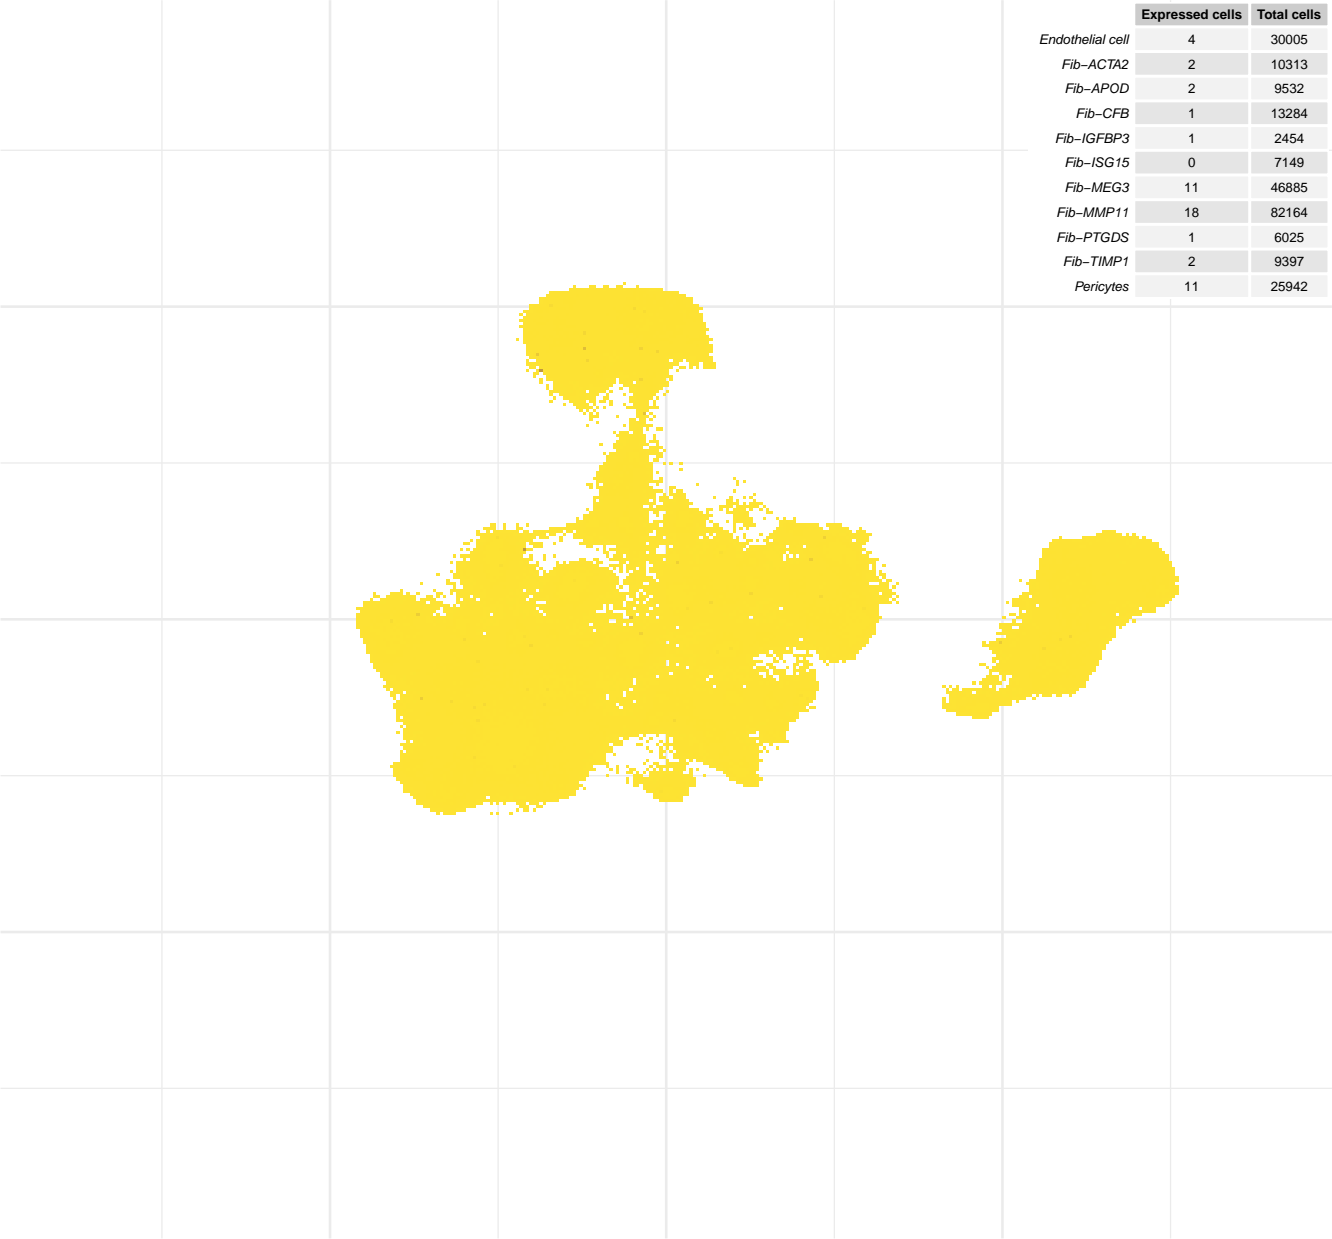 Expressed cells Total cells
Endothelial cell 4 30005
Fib−ACTA2 2 10313
Fib−APOD 2 9532
Fib−CFB 1 13284
Fib−IGFBP3 1 2454
Fib−ISG15 0 7149
Fib−MEG3 11 46885
Fib−MMP11 18 82164
Fib−PTGDS 1 6025
Fib−TIMP1 2 9397
Pericytes 11 25942